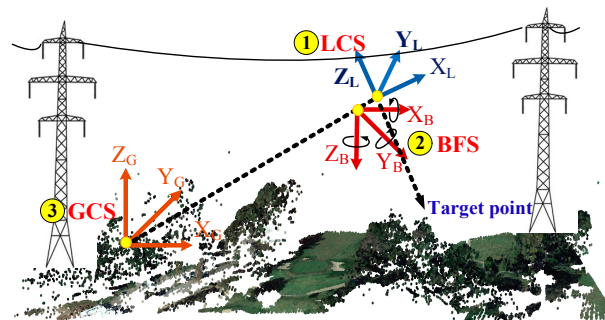 ① LCS
Y_L
X_L
Z_L
X_B
② BFS
Z_B
Y_B
Z_G
Y_G
③ GCS
X_G
Target point